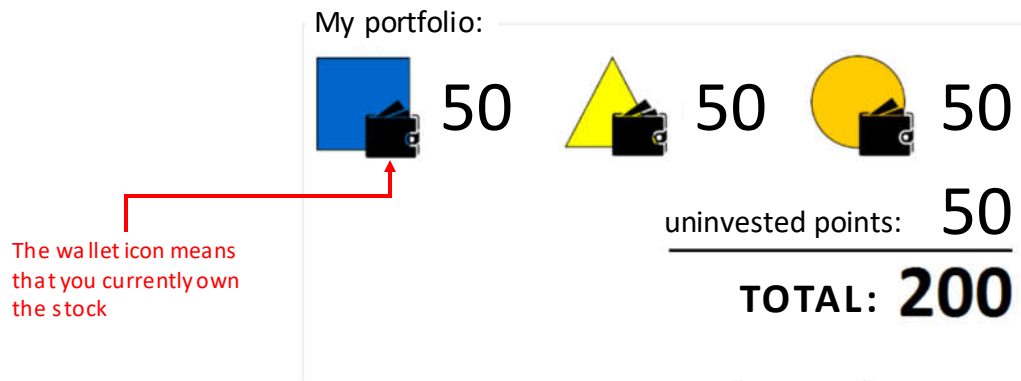 My portfolio:
50 50 50
uninvested points: 50
TOTAL: 200
The wallet icon means
that you currently own
the stock